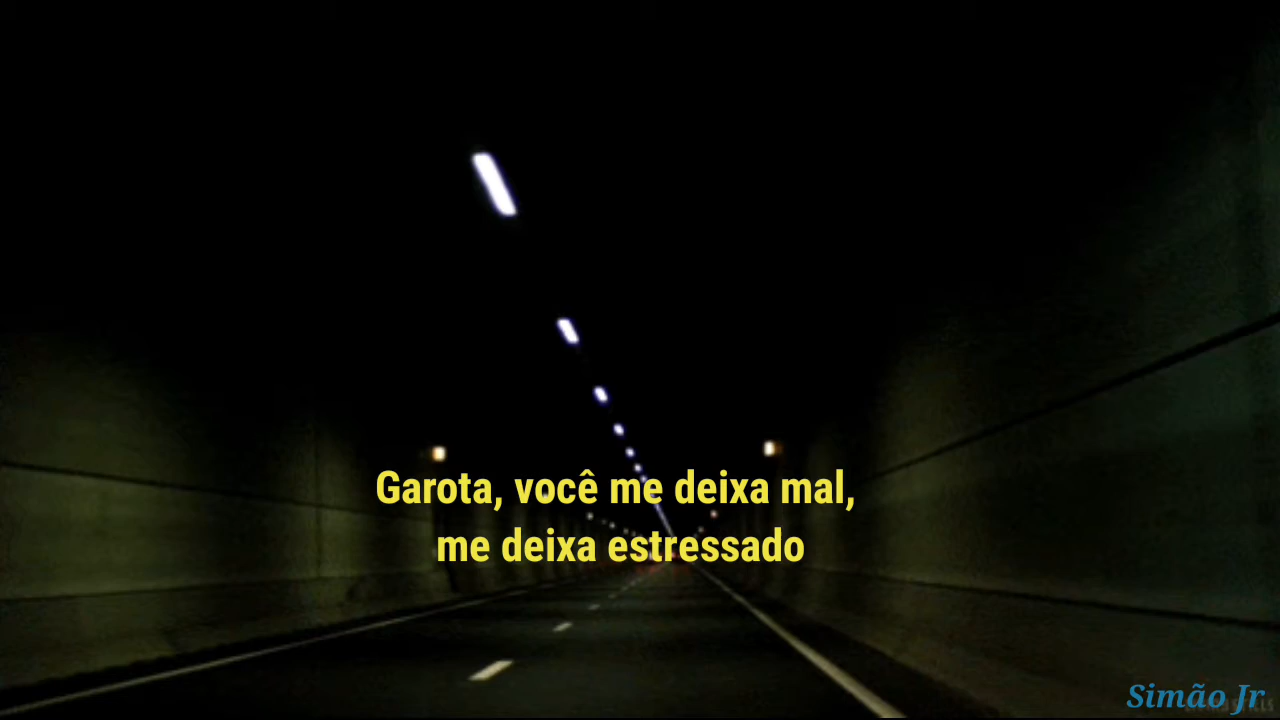 Garota, você me deixa mal,
me deixa estressado
Simão Jr